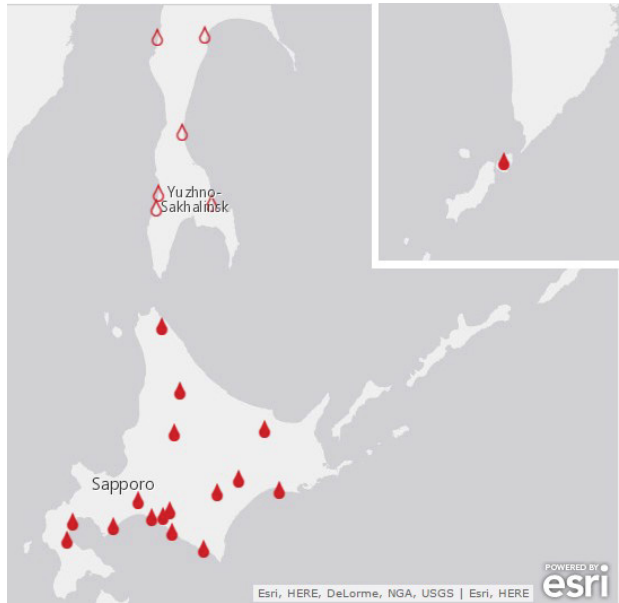 Yuzhno-
Sakhalinsk
Sapporo
Esri, HERE, DeLorme, NGA, USGS | Esri, HERE
POWERED BY
esri